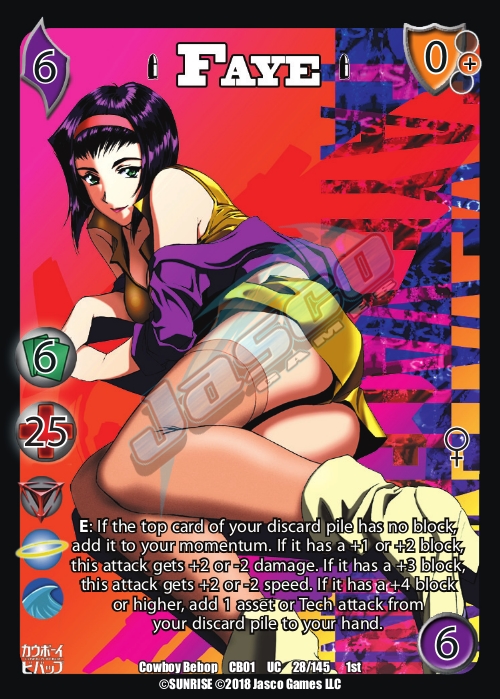 6
FAYE
0
+
6
25
Jasco
GAMES
E: If the top card of your discard pile has no block,
add it to your momentum. If it has a +1 or +2 block,
this attack gets +2 or -2 damage. If it has a +3 block,
this attack gets +2 or -2 speed. If it has a +4 block
or higher, add 1 asset or Tech attack from
your discard pile to your hand.
6
カウボーイ
ビバップ
Cowboy Bebop CB01 UC 28/145 1st
©SUNRISE ©2018 Jasco Games LLC